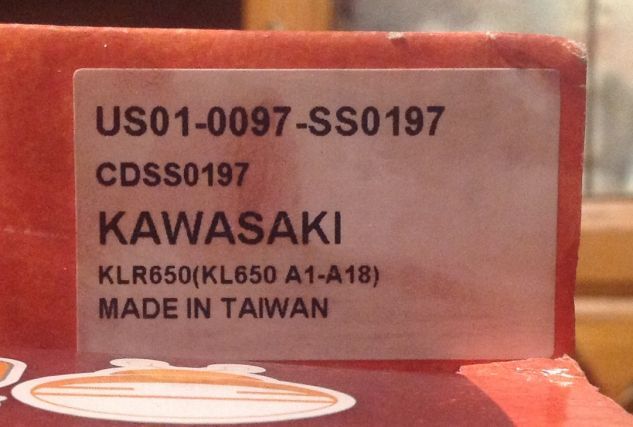 US01-0097-SS0197
CDSS0197
KAWASAKI
KLR650(KL650 A1-A18)
MADE IN TAIWAN